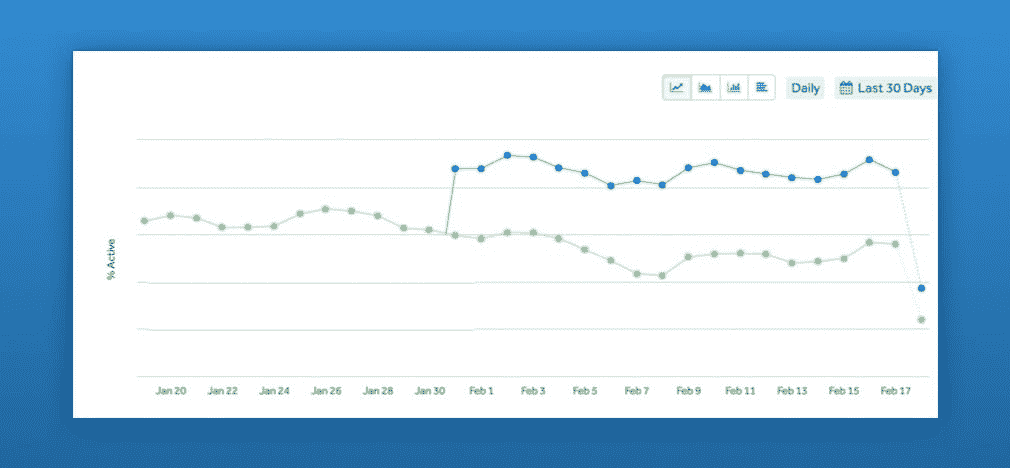 Daily
Last 30 Days
% Active
Jan 20 Jan 22 Jan 24 Jan 26 Jan 28 Jan 30 Feb 1 Feb 3 Feb 5 Feb 7 Feb 9 Feb 11 Feb 13 Feb 15 Feb 17